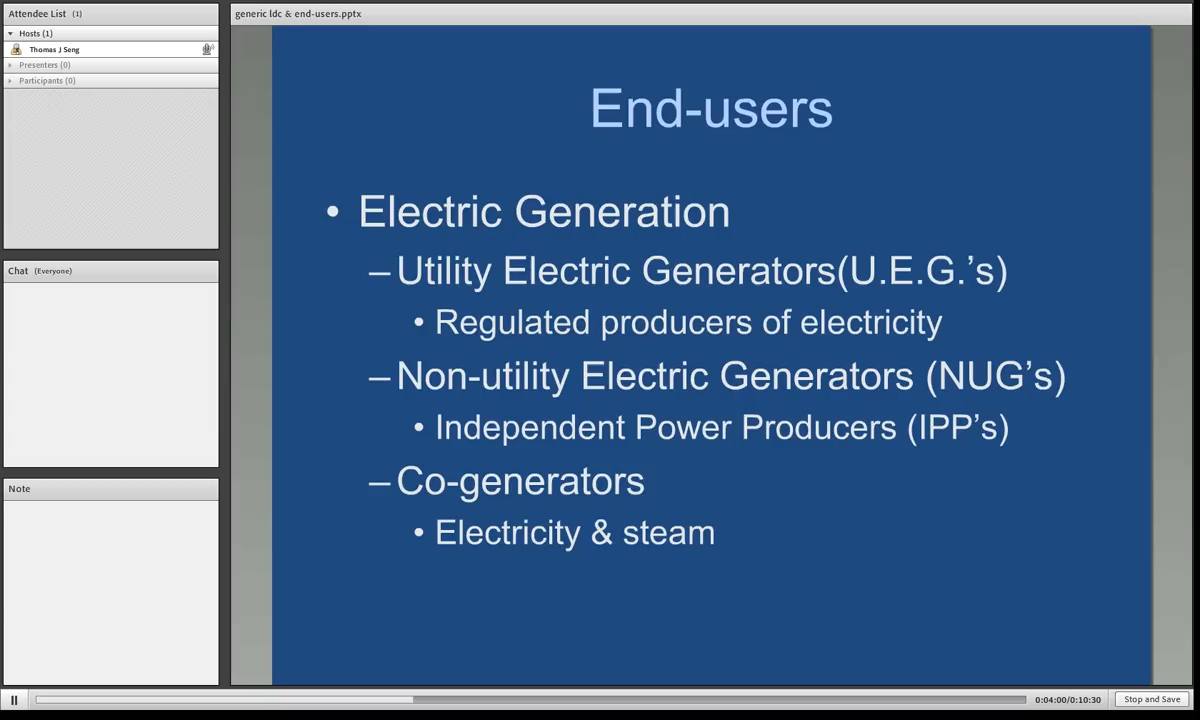 Attendee List (1)
Hosts (1)
Thomas J Seng
Presenters (0)
Participants (0)
Chat (Everyone)
Note
generic ldc & end-users.pptx
End-users
• Electric Generation
–Utility Electric Generators(U.E.G.’s)
• Regulated producers of electricity
–Non-utility Electric Generators (NUG’s)
• Independent Power Producers (IPP’s)
–Co-generators
• Electricity & steam
0:04:00/0:10:30
Stop and Save